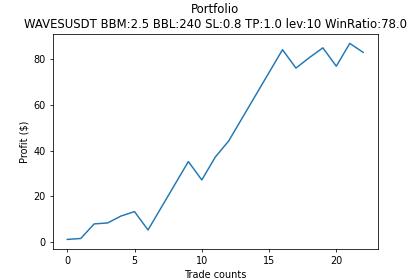 Portfolio
WAVESUSDT BBM:2.5 BBL:240 SL:0.8 TP:1.0 lev:10 WinRatio:78.0
Profit ($)
80
60
40
20
0
0 5 10 15 20
Trade counts